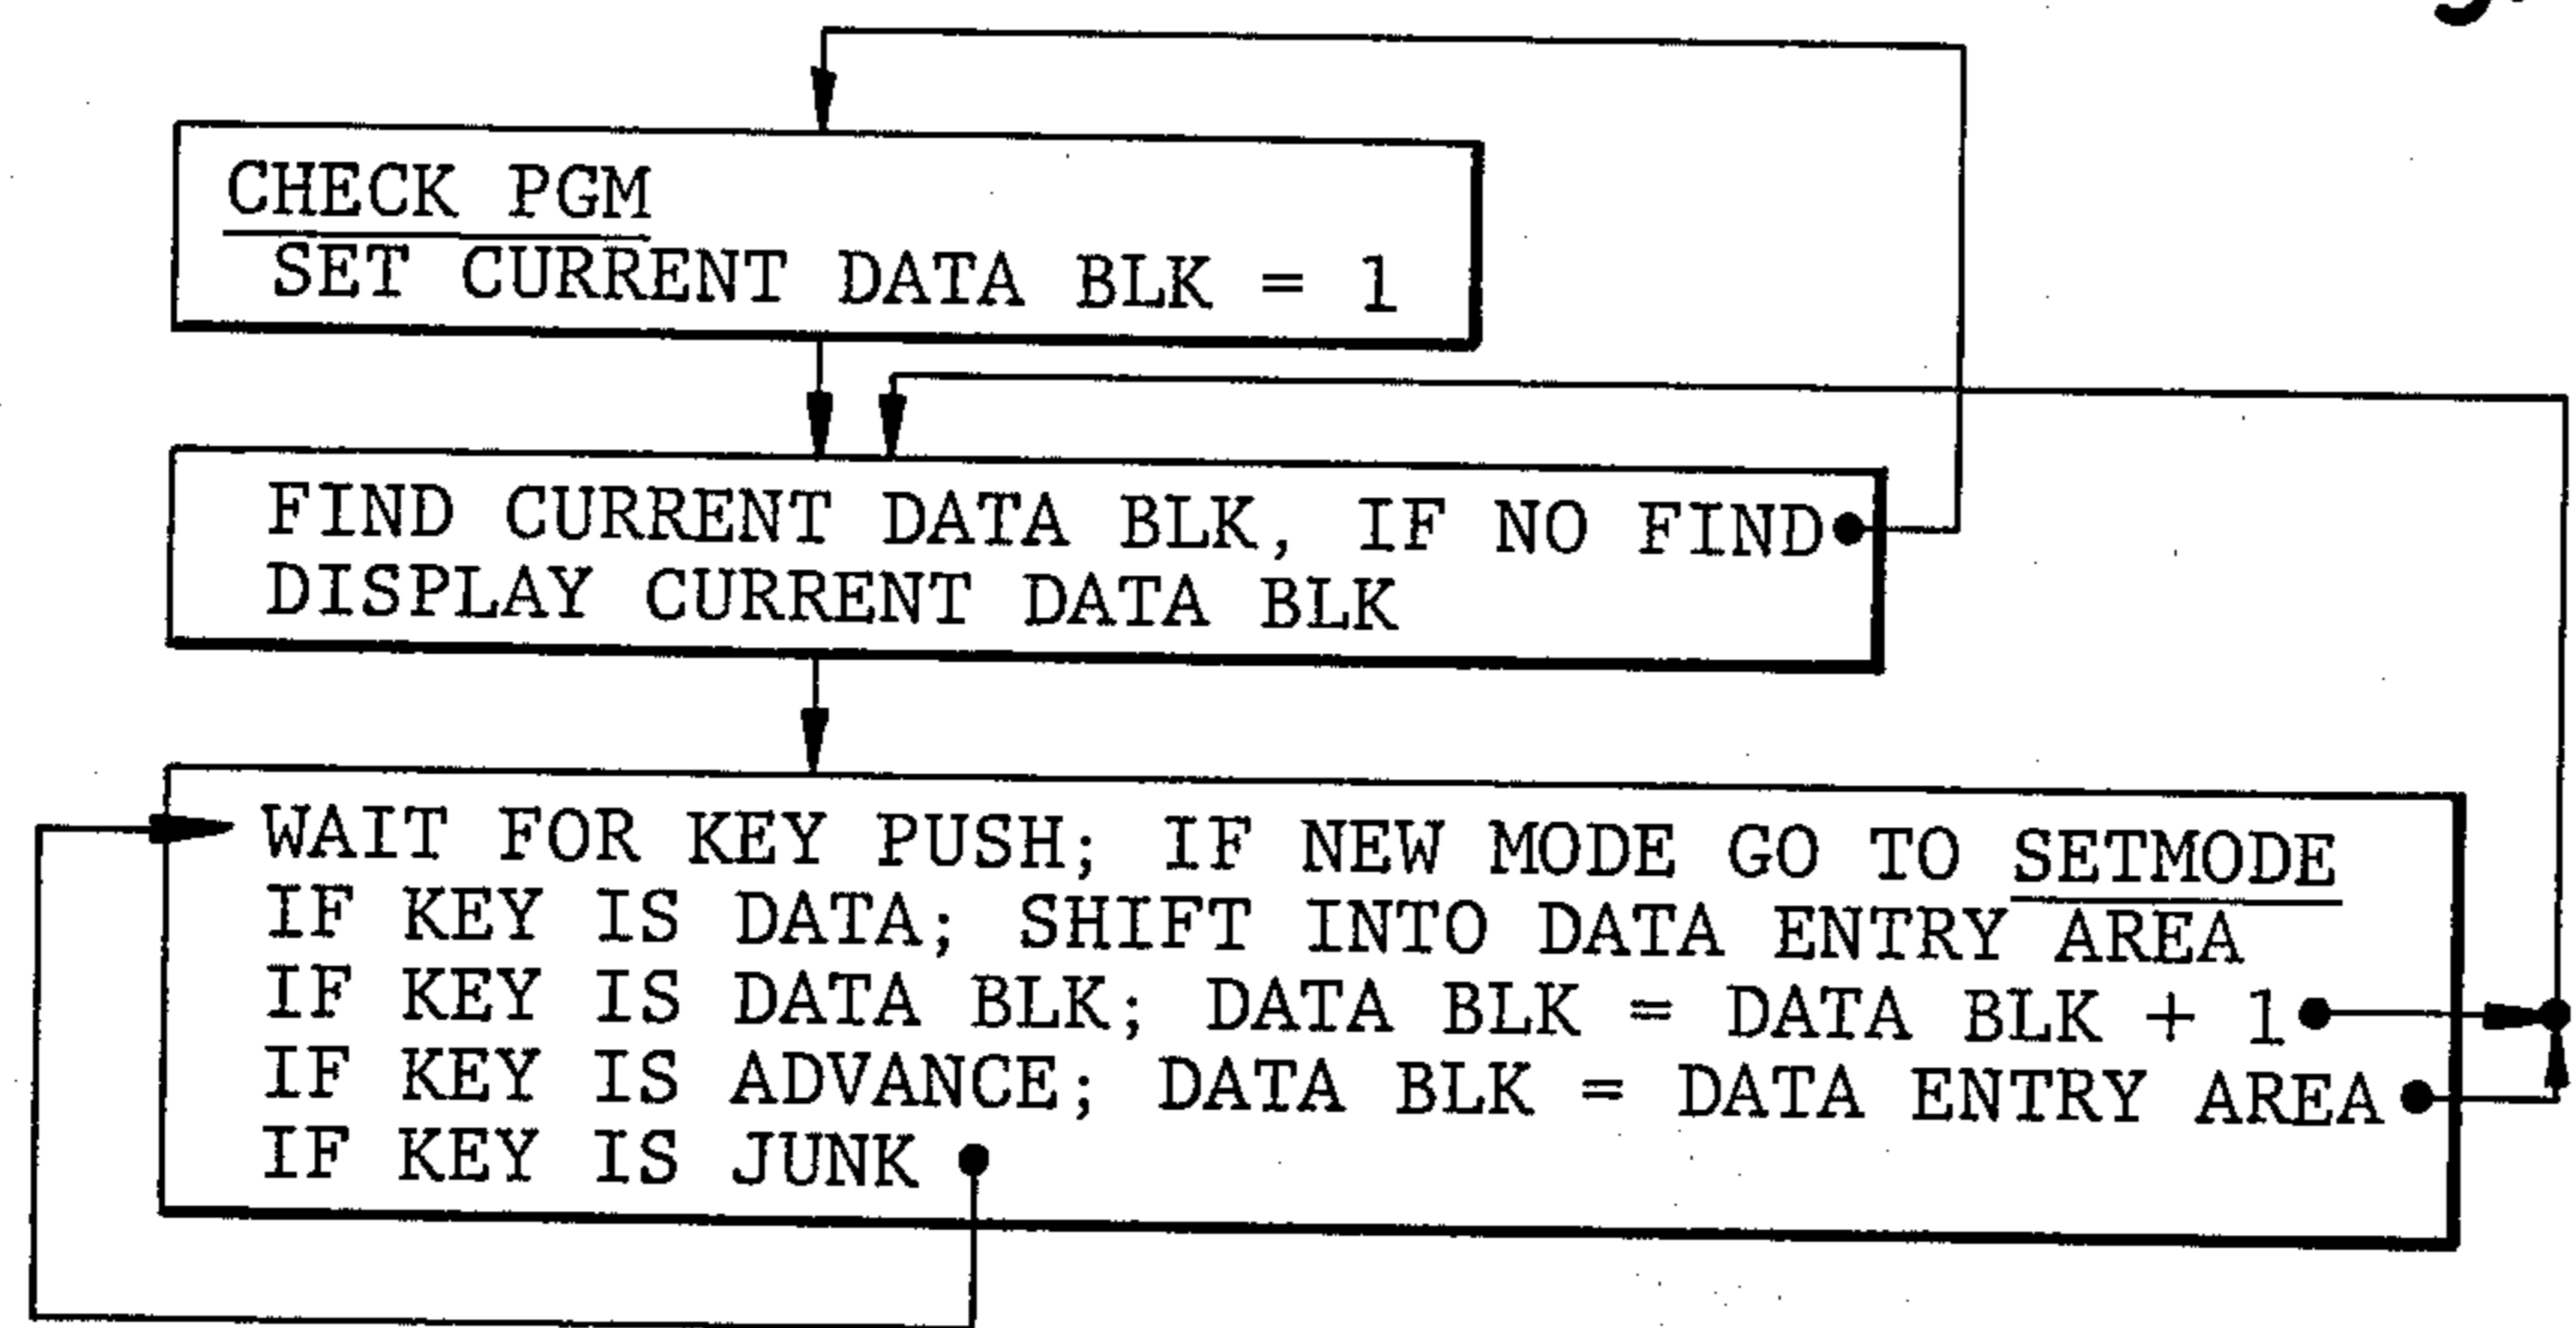 CHECK PGM
SET CURRENT DATA BLK = 1
FIND CURRENT DATA BLK, IF NO FIND
DISPLAY CURRENT DATA BLK
WAIT FOR KEY PUSH; IF NEW MODE GO TO SETMODE
IF KEY IS DATA; SHIFT INTO DATA ENTRY AREA
IF KEY IS DATA BLK; DATA BLK = DATA BLK + 1
IF KEY IS ADVANCE; DATA BLK = DATA ENTRY AREA
IF KEY IS JUNK